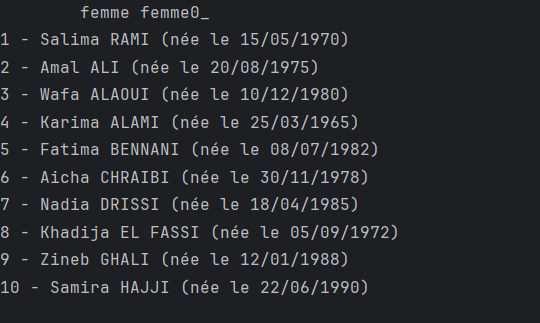 femme femme0_
1 - Salima RAMI (née le 15/05/1970)
2 - Amal ALI (née le 20/08/1975)
3 - Wafa ALAOUI (née le 10/12/1980)
4 - Karima ALAMI (née le 25/03/1965)
5 - Fatima BENNANI (née le 08/07/1982)
6 - Aicha CHRAIBI (née le 30/11/1978)
7 - Nadia DRISSI (née le 18/04/1985)
8 - Khadija EL FASSI (née le 05/09/1972)
9 - Zineb GHALI (née le 12/01/1988)
10 - Samira HAJJI (née le 22/06/1990)